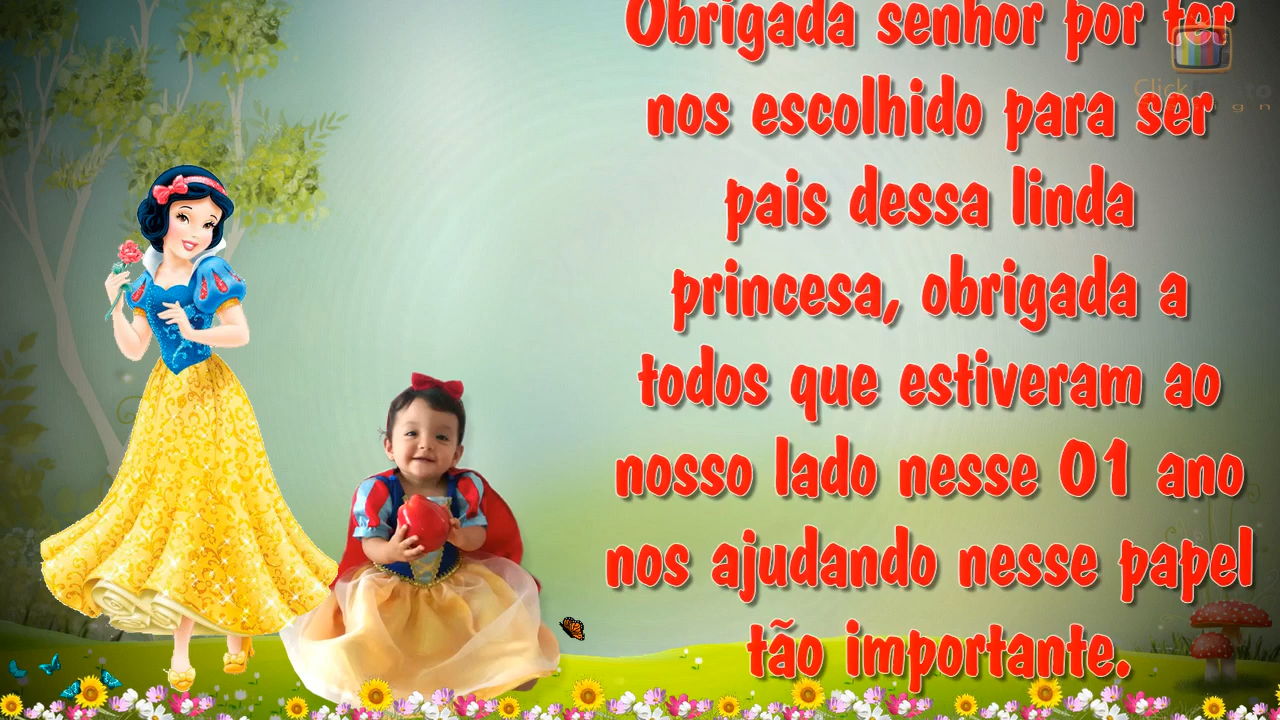 Obrigada senhor por ter
nos escolhido para ser
pais dessa linda
princesa, obrigada a
todos que estiveram ao
nosso lado nesse 01 ano
nos ajudando nesse papel
tão importante.
Click